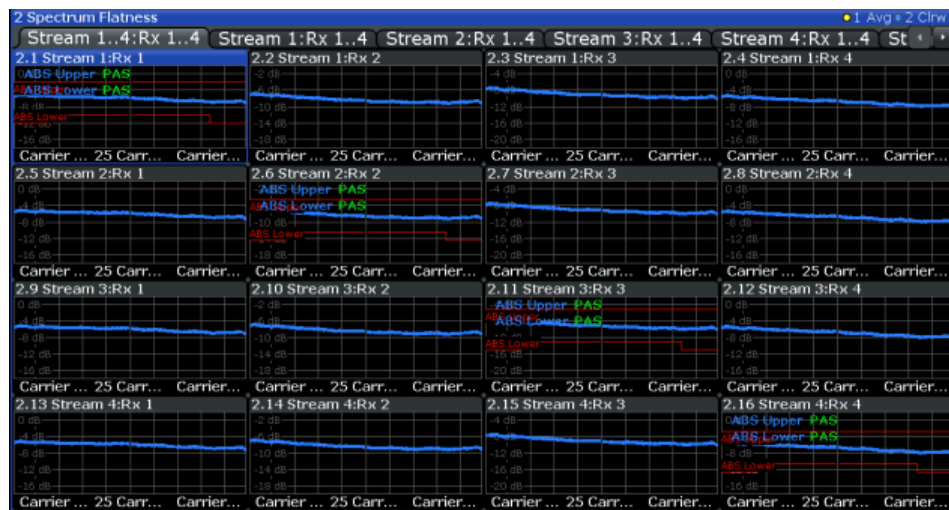 2 Spectrum Flatness
1 Avg 2 Clrw
Stream 1..4:Rx 1..4 Stream 1:Rx 1..4 Stream 2:Rx 1..4 Stream 3:Rx 1..4 Stream 4:Rx 1..4 St
2.1 Stream 1:Rx 1
ABS Upper PAS
ABS Lower PAS
-8 dB
ABS Lower
-16 dB
Carrier ... 25 Carr... Carrier...
2.2 Stream 1:Rx 2
-2 dB
-6 dB
-10 dB
-14 dB
-18 dB
Carrier ... 25 Carr... Carrier...
2.3 Stream 1:Rx 3
-4 dB
-8 dB
-12 dB
-16 dB
-20 dB
Carrier ... 25 Carr... Carrier...
2.4 Stream 1:Rx 4
0 dB
-4 dB
-8 dB
-12 dB
-16 dB
Carrier ... 25 Carr... Carrier...
2.5 Stream 2:Rx 1
0 dB
-4 dB
-8 dB
-12 dB
-16 dB
Carrier ... 25 Carr... Carrier...
2.6 Stream 2:Rx 2
ABS Upper PAS
ABS Lower PAS
-10 dB
ABS Lower
-18 dB
Carrier ... 25 Carr... Carrier...
2.7 Stream 2:Rx 3
-4 dB
-8 dB
-12 dB
-16 dB
-20 dB
Carrier ... 25 Carr... Carrier...
2.8 Stream 2:Rx 4
0 dB
-4 dB
-8 dB
-12 dB
-16 dB
Carrier ... 25 Carr... Carrier...
2.9 Stream 3:Rx 1
0 dB
-4 dB
-8 dB
-12 dB
-16 dB
Carrier ... 25 Carr... Carrier...
2.10 Stream 3:Rx 2
-2 dB
-6 dB
-10 dB
-14 dB
-18 dB
Carrier ... 25 Carr... Carrier...
2.11 Stream 3:Rx 3
ABS Upper PAS
ABS Lower PAS
-12 dB
ABS Lower
-16 dB
-20 dB
Carrier ... 25 Carr... Carrier...
2.12 Stream 3:Rx 4
0 dB
-4 dB
-8 dB
-12 dB
-16 dB
Carrier ... 25 Carr... Carrier...
2.13 Stream 4:Rx 1
0 dB
-4 dB
-8 dB
-12 dB
-16 dB
Carrier ... 25 Carr... Carrier...
2.14 Stream 4:Rx 2
-2 dB
-6 dB
-10 dB
-14 dB
-18 dB
Carrier ... 25 Carr... Carrier...
2.15 Stream 4:Rx 3
-4 dB
-8 dB
-12 dB
-16 dB
-20 dB
Carrier ... 25 Carr... Carrier...
2.16 Stream 4:Rx 4
ABS Upper PAS
ABS Lower PAS
-8 dB
ABS Lower
-16 dB
Carrier ... 25 Carr... Carrier...